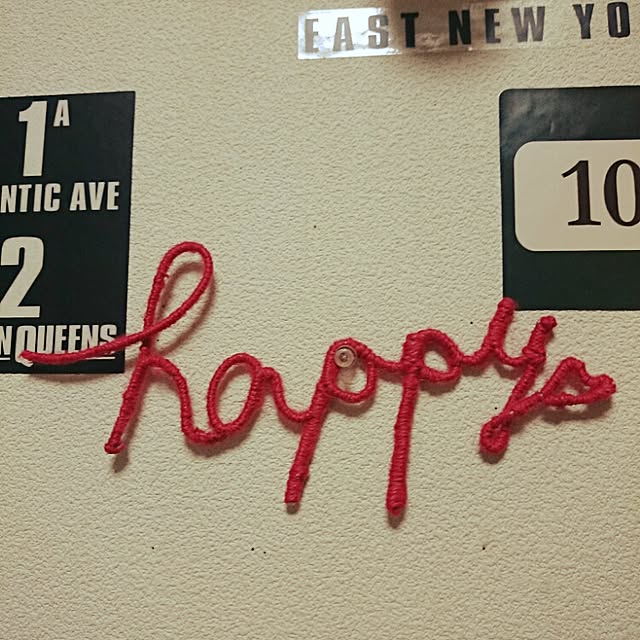 EAST NEW YO
1A
NTIC AVE
2
N QUEENS
10
happy